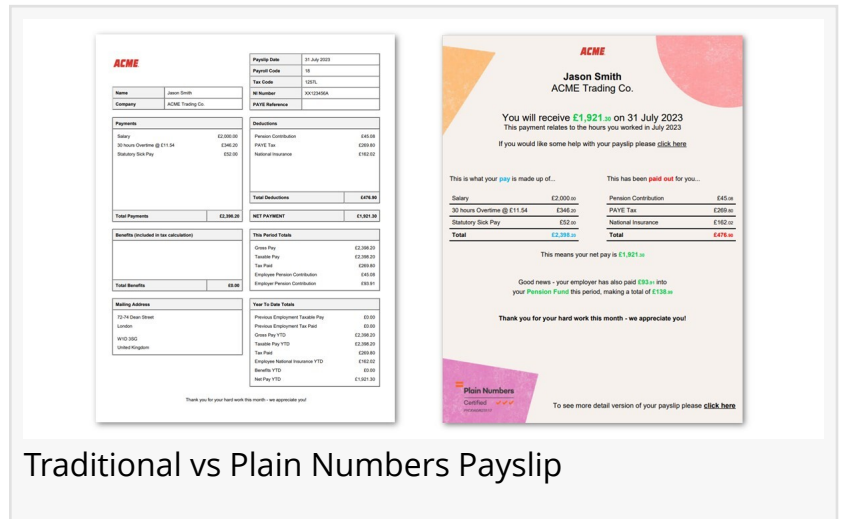 ACME
Payslip Date 31 July 2023
Payroll Code 16
Tax Code 1257L
Name Jason Smith NI Number XX123456A
Company ACME Trading Co. PAYE Reference
Payments
Salary £2,000.00
30 hours Overtime @ £11.54 £346.20
Statutory Sick Pay £52.00
Total Payments £2,398.20
Deductions
Pension Contribution £45.08
PAYE Tax £269.80
National Insurance £162.02
Total Deductions £476.90
NET PAYMENT £1,921.30
Benefits (included in tax calculation)
Total Benefits £0.00
This Period Totals
Gross Pay £2,398.20
Taxable Pay £2,398.20
Tax Paid £269.80
Employee Pension Contribution £45.08
Employer Pension Contribution £93.91
Mailing Address
72-74 Dean Street
London
W1D 3SG
United Kingdom
Year To Date Totals
Previous Employment Taxable Pay £0.00
Previous Employment Tax Paid £0.00
Gross Pay YTD £2,398.20
Taxable Pay YTD £2,398.20
Tax Paid £269.80
Employee National Insurance YTD £162.02
Benefits YTD £0.00
Net Pay YTD £1,921.30
Thank you for your hard work this month - we appreciate you!
ACME
Jason Smith
ACME Trading Co.
You will receive £1,921.30 on 31 July 2023
This payment relates to the hours you worked in July 2023
If you would like some help with your payslip please click here
This is what your pay is made up of...
Salary £2,000.00
30 hours Overtime @ £11.54 £346.20
Statutory Sick Pay £52.00
Total £2,398.20
This has been paid out for you...
Pension Contribution £45.08
PAYE Tax £269.80
National Insurance £162.02
Total £476.90
This means your net pay is £1,921.30
Good news - your employer has also paid £93.91 into
your Pension Fund this period, making a total of £138.99
Thank you for your hard work this month - we appreciate you!
Plain Numbers
Certified
To see more detail version of your payslip please click here
Traditional vs Plain Numbers Payslip